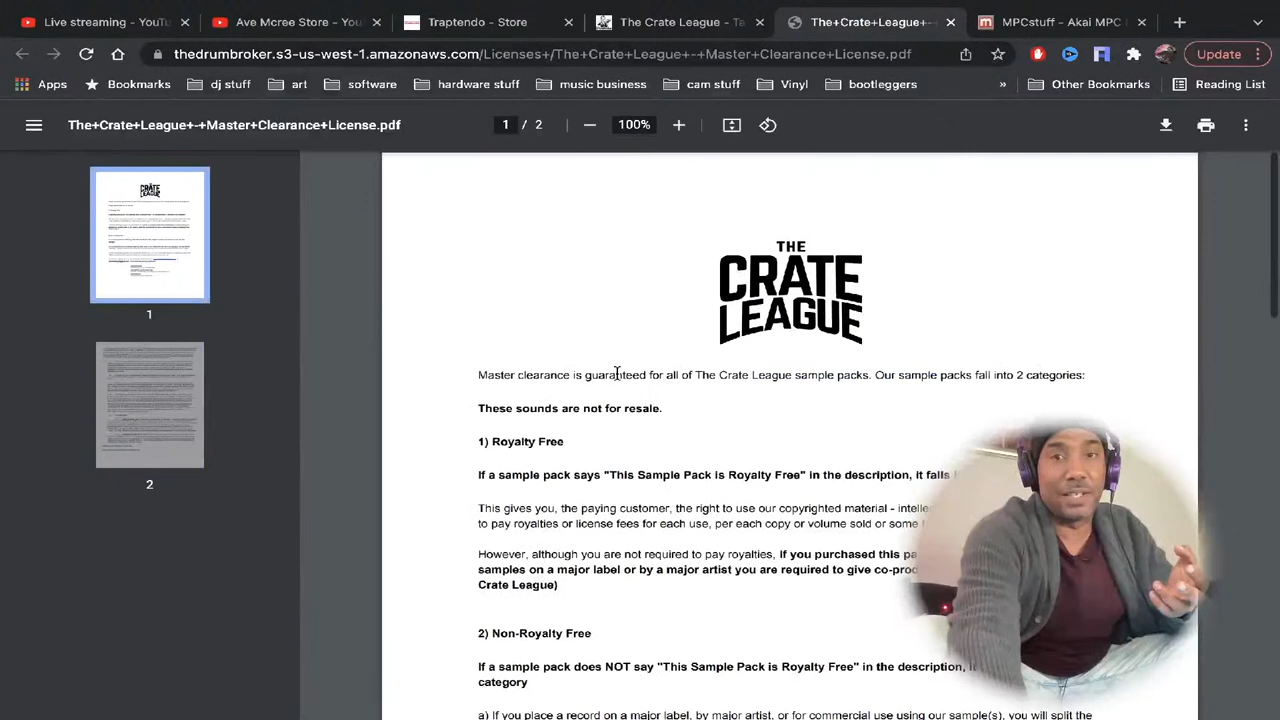 Live streaming - YouTu
Ave Mcree Store - You
Traptendo - Store
The Crate League - Ta
The+Crate+League+-
MPCstuff - Akai MPC
thedrumbroker.s3-us-west-1.amazonaws.com/Licenses+/The+Crate+League+-+Master+Clearance+License.pdf
Update
Apps
Bookmarks
dj stuff
art
software
hardware stuff
music business
cam stuff
Vinyl
bootleggers
»
Other Bookmarks
Reading List
The+Crate+League+-+Master+Clearance+License.pdf
1 / 2
100%
1
2
THE
CRATE
LEAGUE
Master clearance is guaranteed for all of The Crate League sample packs. Our sample packs fall into 2 categories:
These sounds are not for resale.
1) Royalty Free
If a sample pack says "This Sample Pack is Royalty Free" in the description, it falls
This gives you, the paying customer, the right to use our copyrighted material -
to pay royalties or license fees for each use, per each copy or volume sold or some
However, although you are not required to pay royalties, if you purchased this
samples on a major label or by a major artist you are required to give
Crate League)
2) Non-Royalty Free
If a sample pack does NOT say "This Sample Pack is Royalty Free" in the description,
category
a) If you place a record on a major label, by major artist, or for commercial use using our sample(s), you will split the